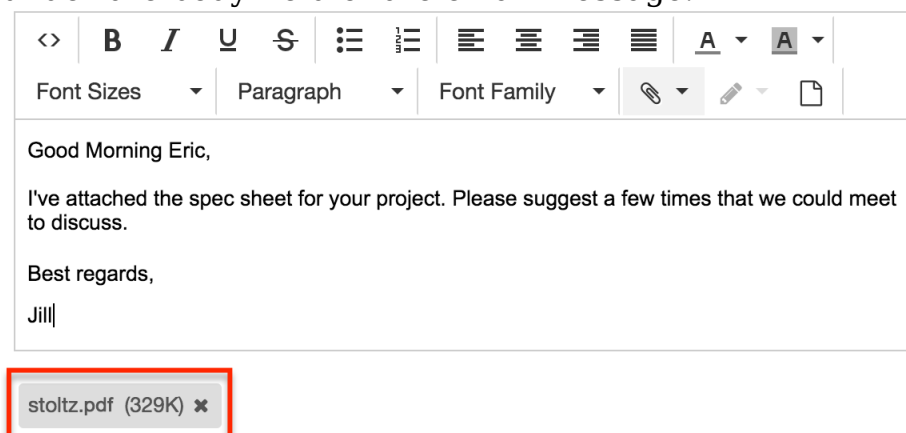 B I U S A A
Font Sizes Paragraph Font Family
Good Morning Eric,
I've attached the spec sheet for your project. Please suggest a few times that we could meet
to discuss.
Best regards,
Jill
stoltz.pdf (329K) ×